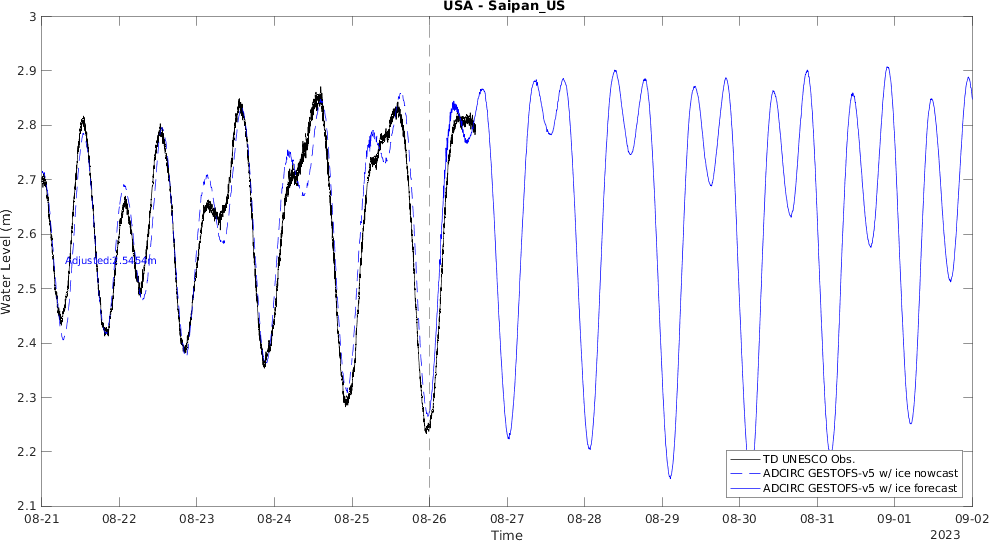 USA - Saipan_US
3
2.9
2.8
2.7
2.6
2.5
2.4
2.3
2.2
2.1
Water Level (m)
Adjusted:2.5454m
TD UNESCO Obs.
ADCIRC GESTOFS-v5 w/ ice nowcast
ADCIRC GESTOFS-v5 w/ ice forecast
08-21 08-22 08-23 08-24 08-25 08-26 08-27 08-28 08-29 08-30 08-31 09-01 09-02
Time
2023